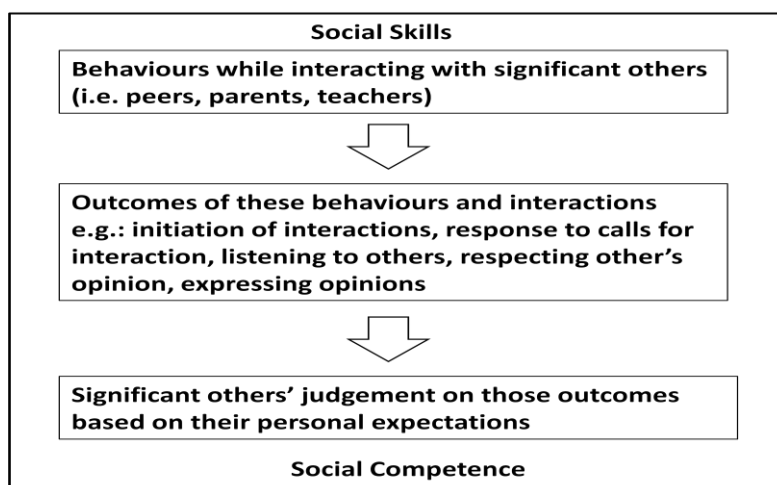 Social Skills
Behaviours while interacting with significant others
(i.e. peers, parents, teachers)
Outcomes of these behaviours and interactions
e.g.: initiation of interactions, response to calls for
interaction, listening to others, respecting other’s
opinion, expressing opinions
Significant others’ judgement on those outcomes
based on their personal expectations
Social Competence